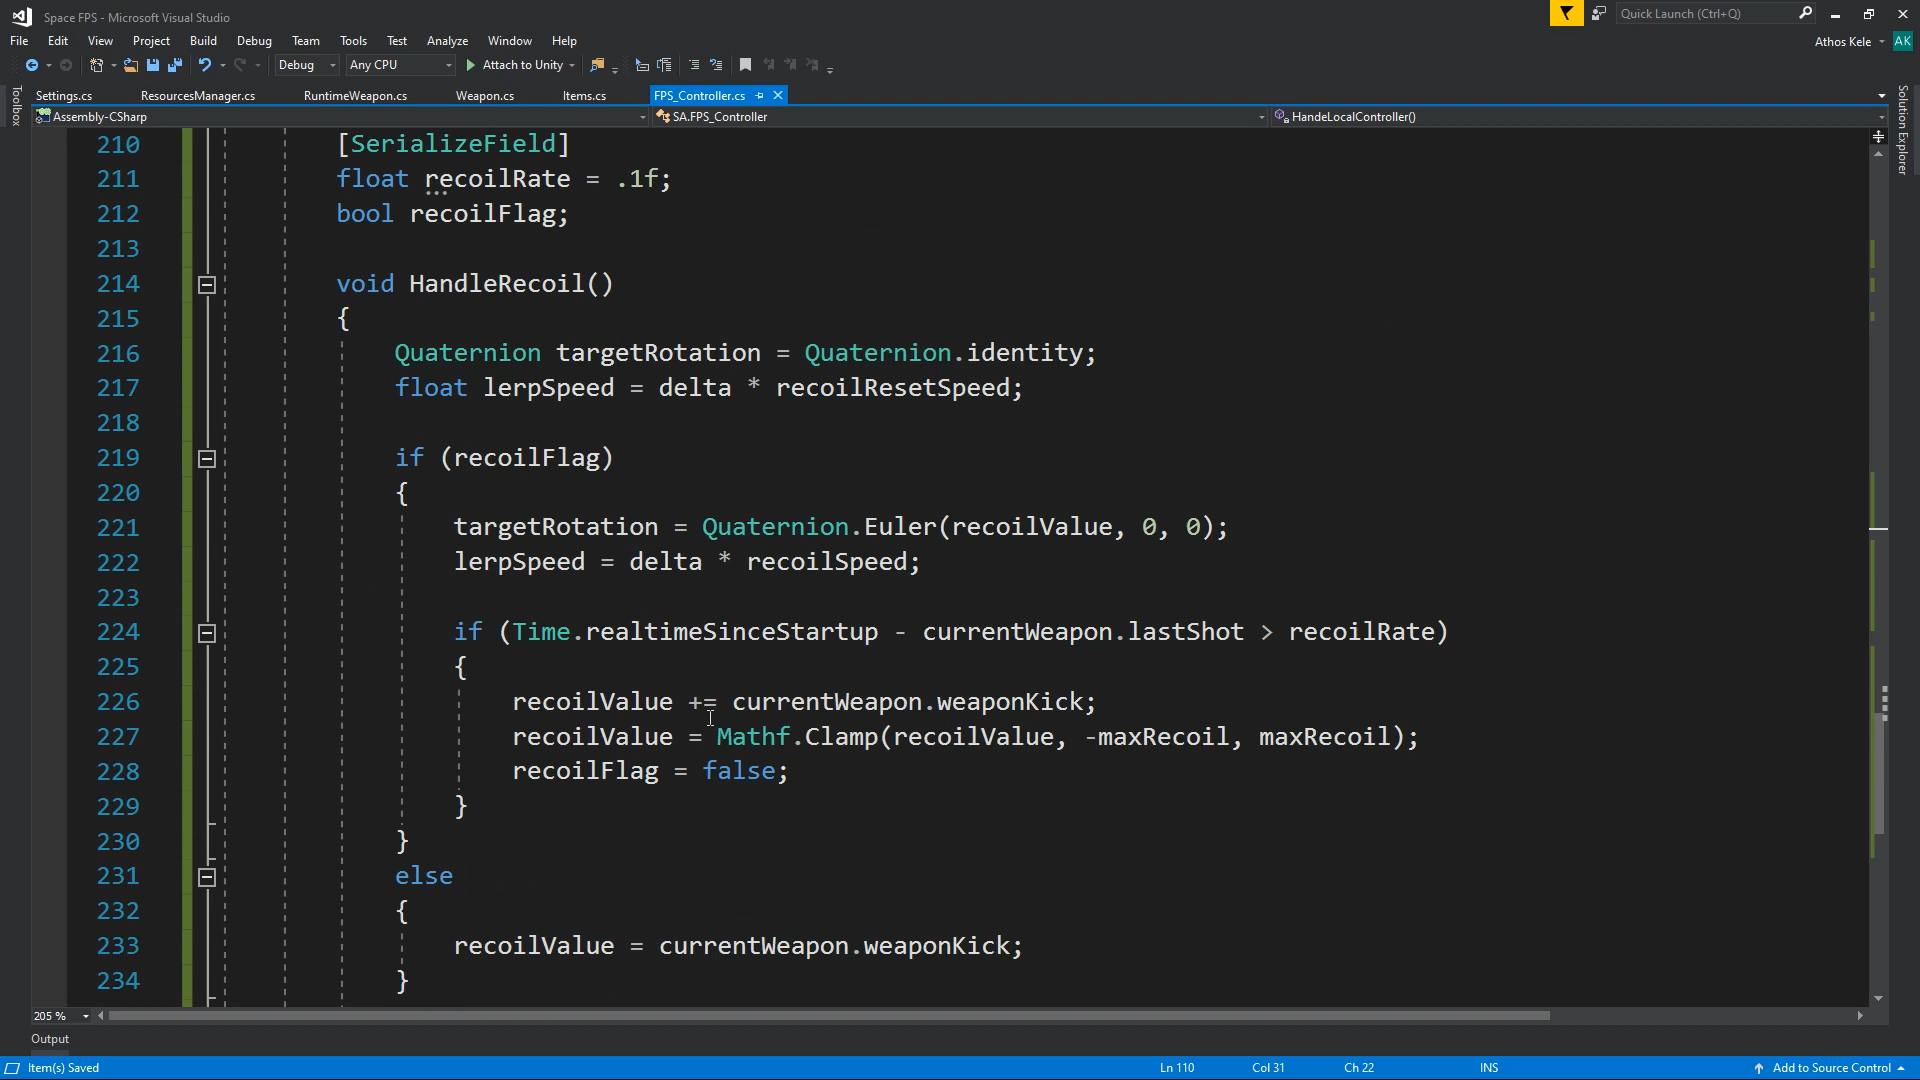 Space FPS - Microsoft Visual Studio
Quick Launch (Ctrl+Q)
File Edit View Project Build Debug Team Tools Test Analyze Window Help
Athos Kele AK
Debug Any CPU Attach to Unity
Toolbox
Settings.cs ResourcesManager.cs RuntimeWeapon.cs Weapon.cs Items.cs FPS_Controller.cs
Solution Explorer
Assembly-CSharp SA.FPS_Controller HandeLocalController()
210 [SerializeField]
211 float recoilRate = .1f;
212 bool recoilFlag;
213
214 void HandleRecoil()
215 {
216 Quaternion targetRotation = Quaternion.identity;
217 float lerpSpeed = delta * recoilResetSpeed;
218
219 if (recoilFlag)
220 {
221 targetRotation = Quaternion.Euler(recoilValue, 0, 0);
222 lerpSpeed = delta * recoilSpeed;
223
224 if (Time.realtimeSinceStartup - currentWeapon.lastShot > recoilRate)
225 {
226 recoilValue += currentWeapon.weaponKick;
227 recoilValue = Mathf.Clamp(recoilValue, -maxRecoil, maxRecoil);
228 recoilFlag = false;
229 }
230 }
231 else
232 {
233 recoilValue = currentWeapon.weaponKick;
234 }
205 %
Output
Item(s) Saved Ln 110 Col 31 Ch 22 INS Add to Source Control